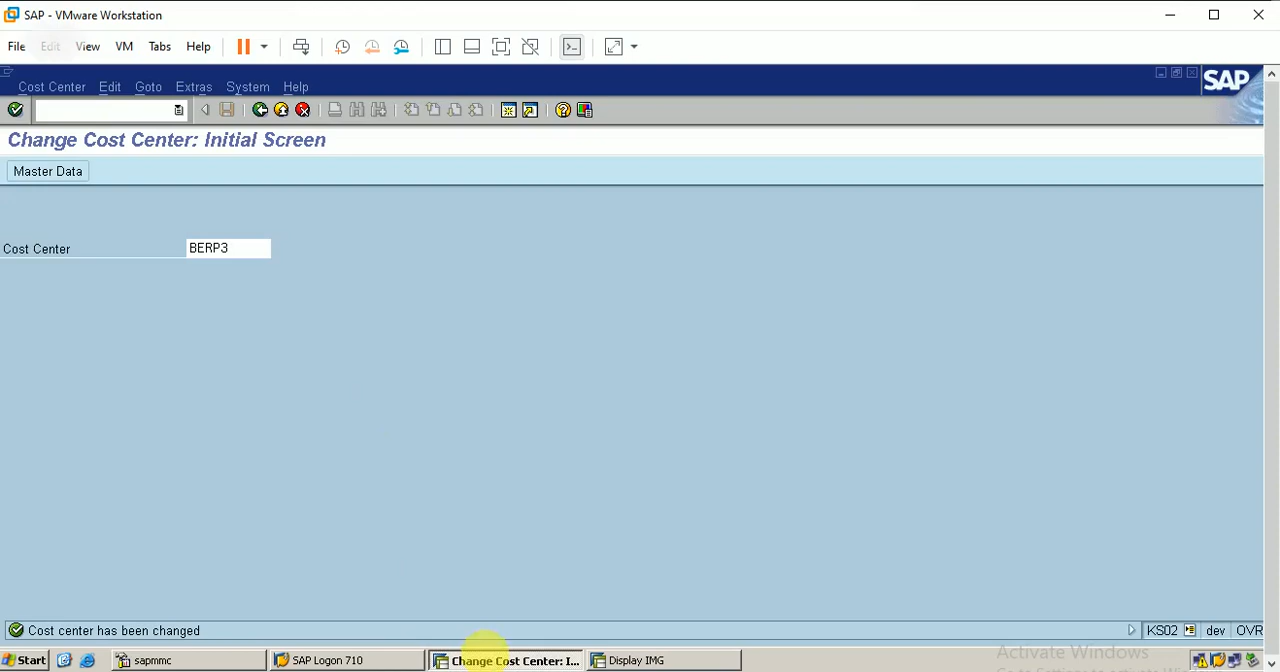 SAP - VMware Workstation
File Edit View VM Tabs Help
Cost Center Edit Goto Extras System Help
SAP
Change Cost Center: Initial Screen
Master Data
Cost Center BERP3
Activate Windows
Cost center has been changed
KS02 dev OVR
Start sapmmc SAP Logon 710 Change Cost Center: I... Display IMG